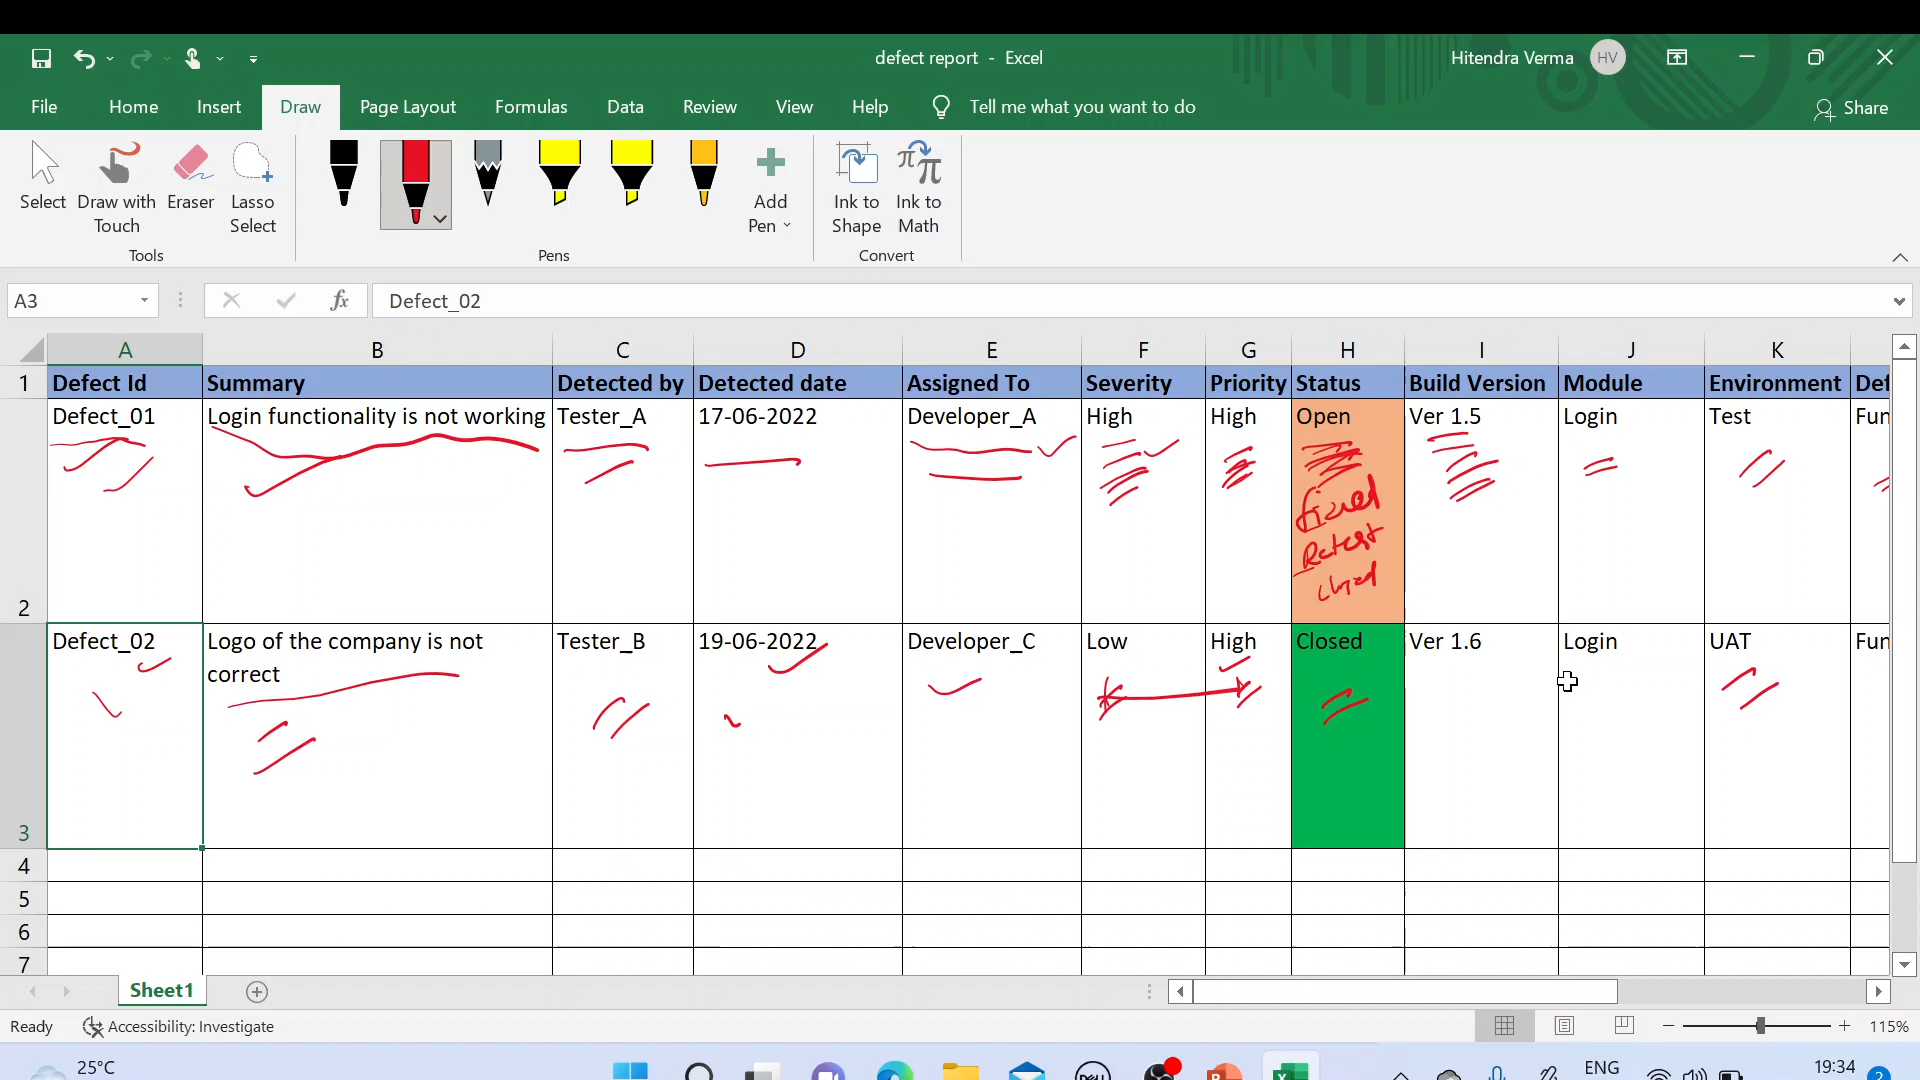 defect report - Excel
Hitendra Verma HV
File Home Insert Draw Page Layout Formulas Data Review View Help Tell me what you want to do Share
Select Draw with Touch Eraser Lasso Select Add Pen Ink to Shape Ink to Math
Tools Pens Convert
A3 fx Defect_02
A B C D E F G H I J K
1 Defect Id Summary Detected by Detected date Assigned To Severity Priority Status Build Version Module Environment Def
Defect_01 Login functionality is not working Tester_A 17-06-2022 Developer_A High High Open Ver 1.5 Login Test Fun
fixed
Retest
closed
2
Defect_02 Logo of the company is not correct Tester_B 19-06-2022 Developer_C Low High Closed Ver 1.6 Login UAT Fun
3
4
5
6
7
Sheet1
Ready Accessibility: Investigate 115%
25°C DELL ENG 19:34 2